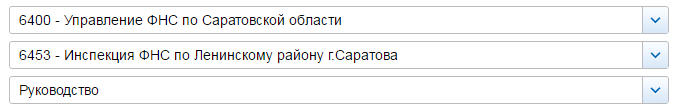 6400 - Управление ФНС по Саратовской области
6453 - Инспекция ФНС по Ленинскому району г.Саратова
Руководство